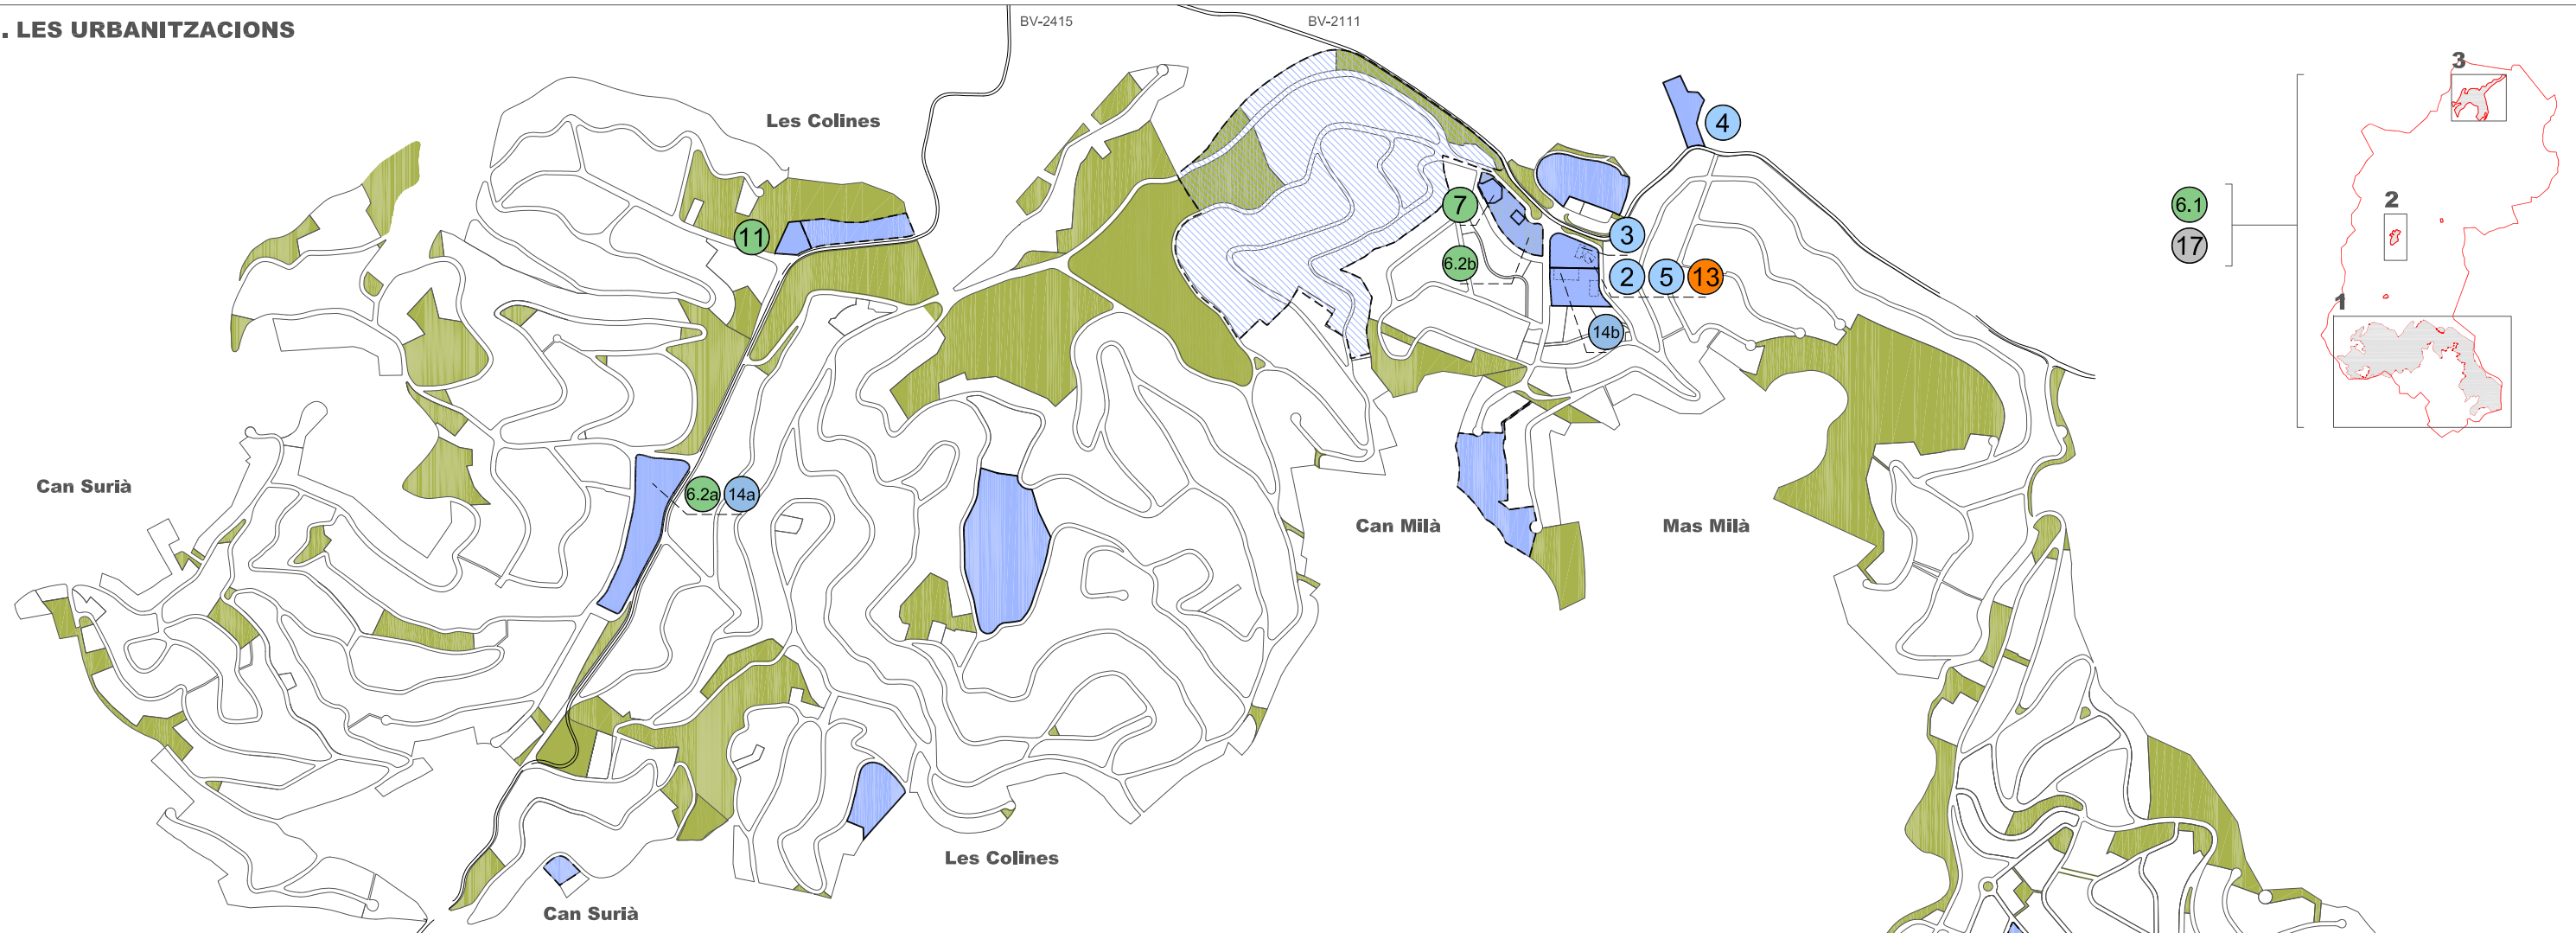 . LES URBANITZACIONS
BV-2415
BV-2111
3
Les Colines
4
11
7
3
6.2b
2
5
13
14b
6.1
17
2
1
Can Surià
6.2a
14a
Can Milà
Mas Milà
Les Colines
Can Surià